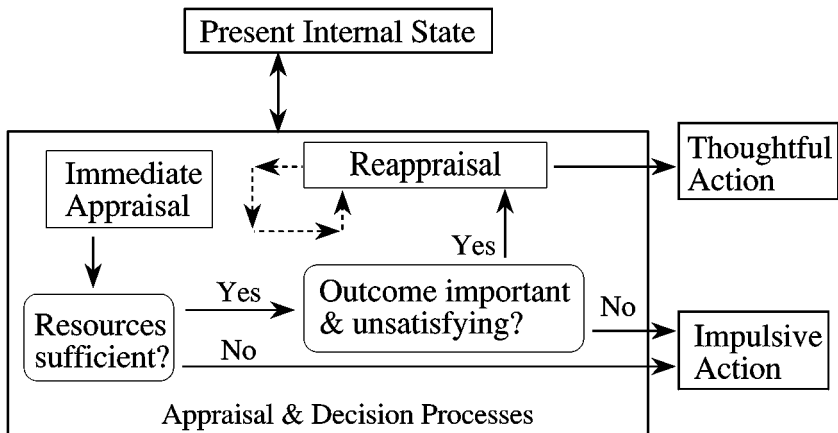 Present Internal State
Immediate
Appraisal
Reappraisal
Thoughtful
Action
Yes
Resources
sufficient?
Yes
No
Outcome important
& unsatisfying?
No
Impulsive
Action
Appraisal & Decision Processes